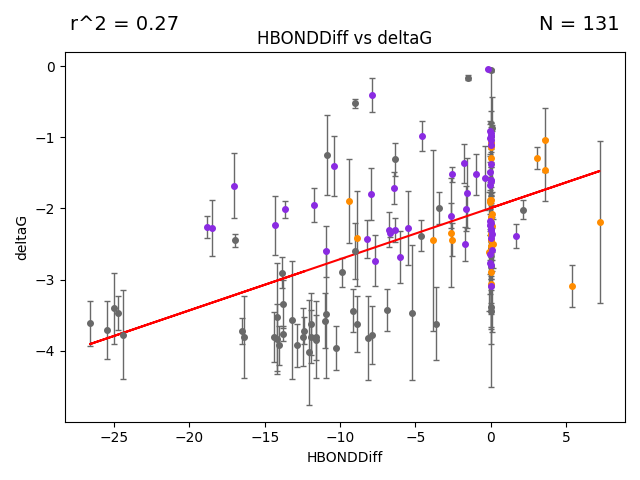 r^2 = 0.27
N = 131
HBONDDiff vs deltaG
deltaG
0
−1
−2
−3
−4
−25
−20
−15
−10
−5
0
5
HBONDDiff